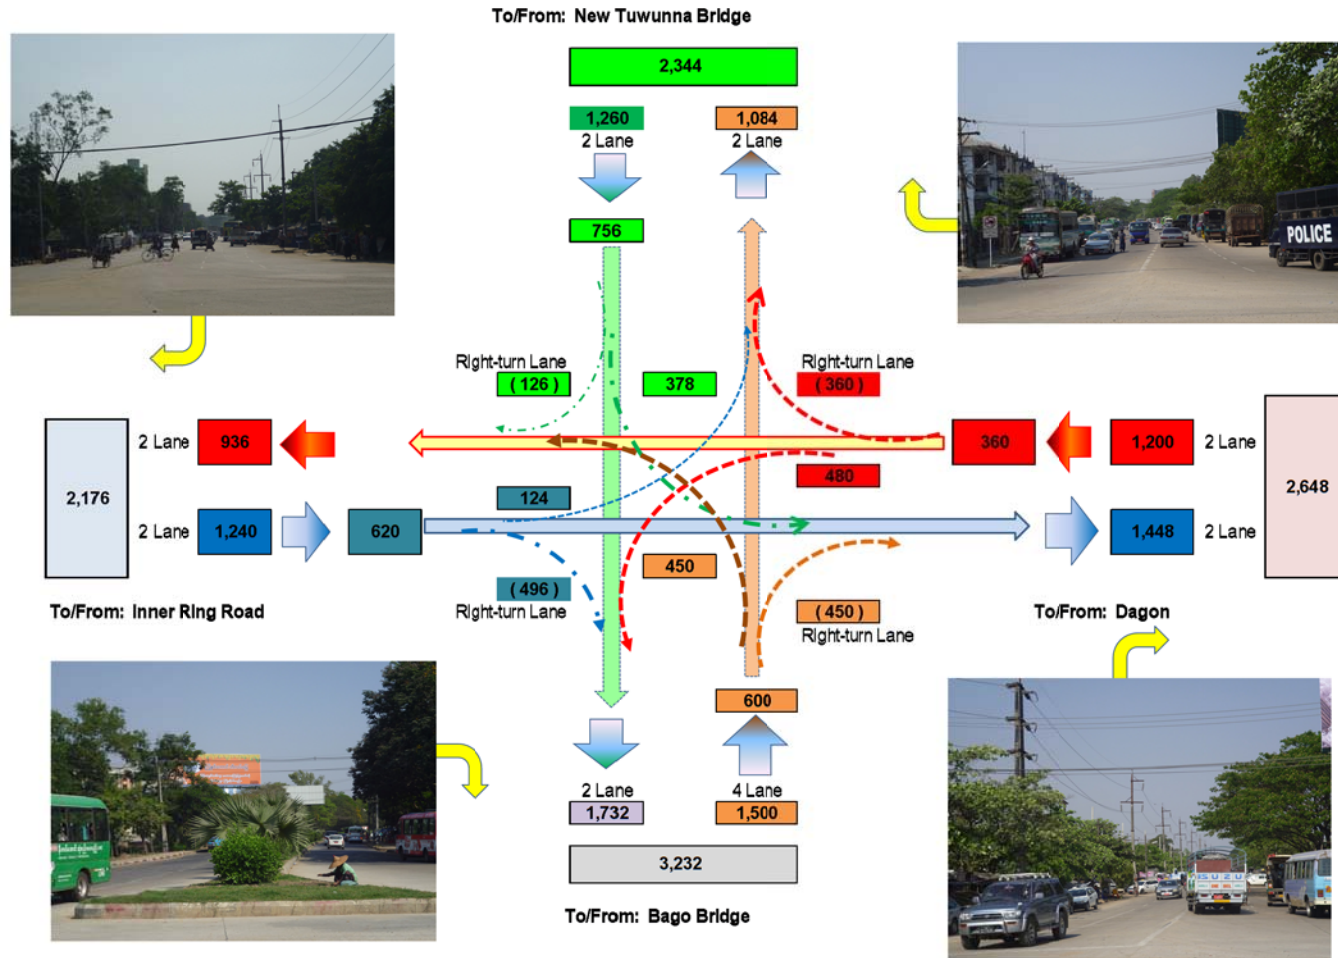 To/From: New Tuwunna Bridge
2,344
1,260
1,084
2 Lane
2 Lane
756
POLICE
Right-turn Lane
Right-turn Lane
( 126 )
378
( 360 )
2 Lane
936
360
1,200
2 Lane
480
2,176
2,648
124
2 Lane
1,240
620
1,448
2 Lane
450
( 496 )
Right-turn Lane
( 450 )
Right-turn Lane
To/From: Inner Ring Road
To/From: Dagon
600
2 Lane
4 Lane
1,732
1,500
3,232
ISUZU
To/From: Bago Bridge